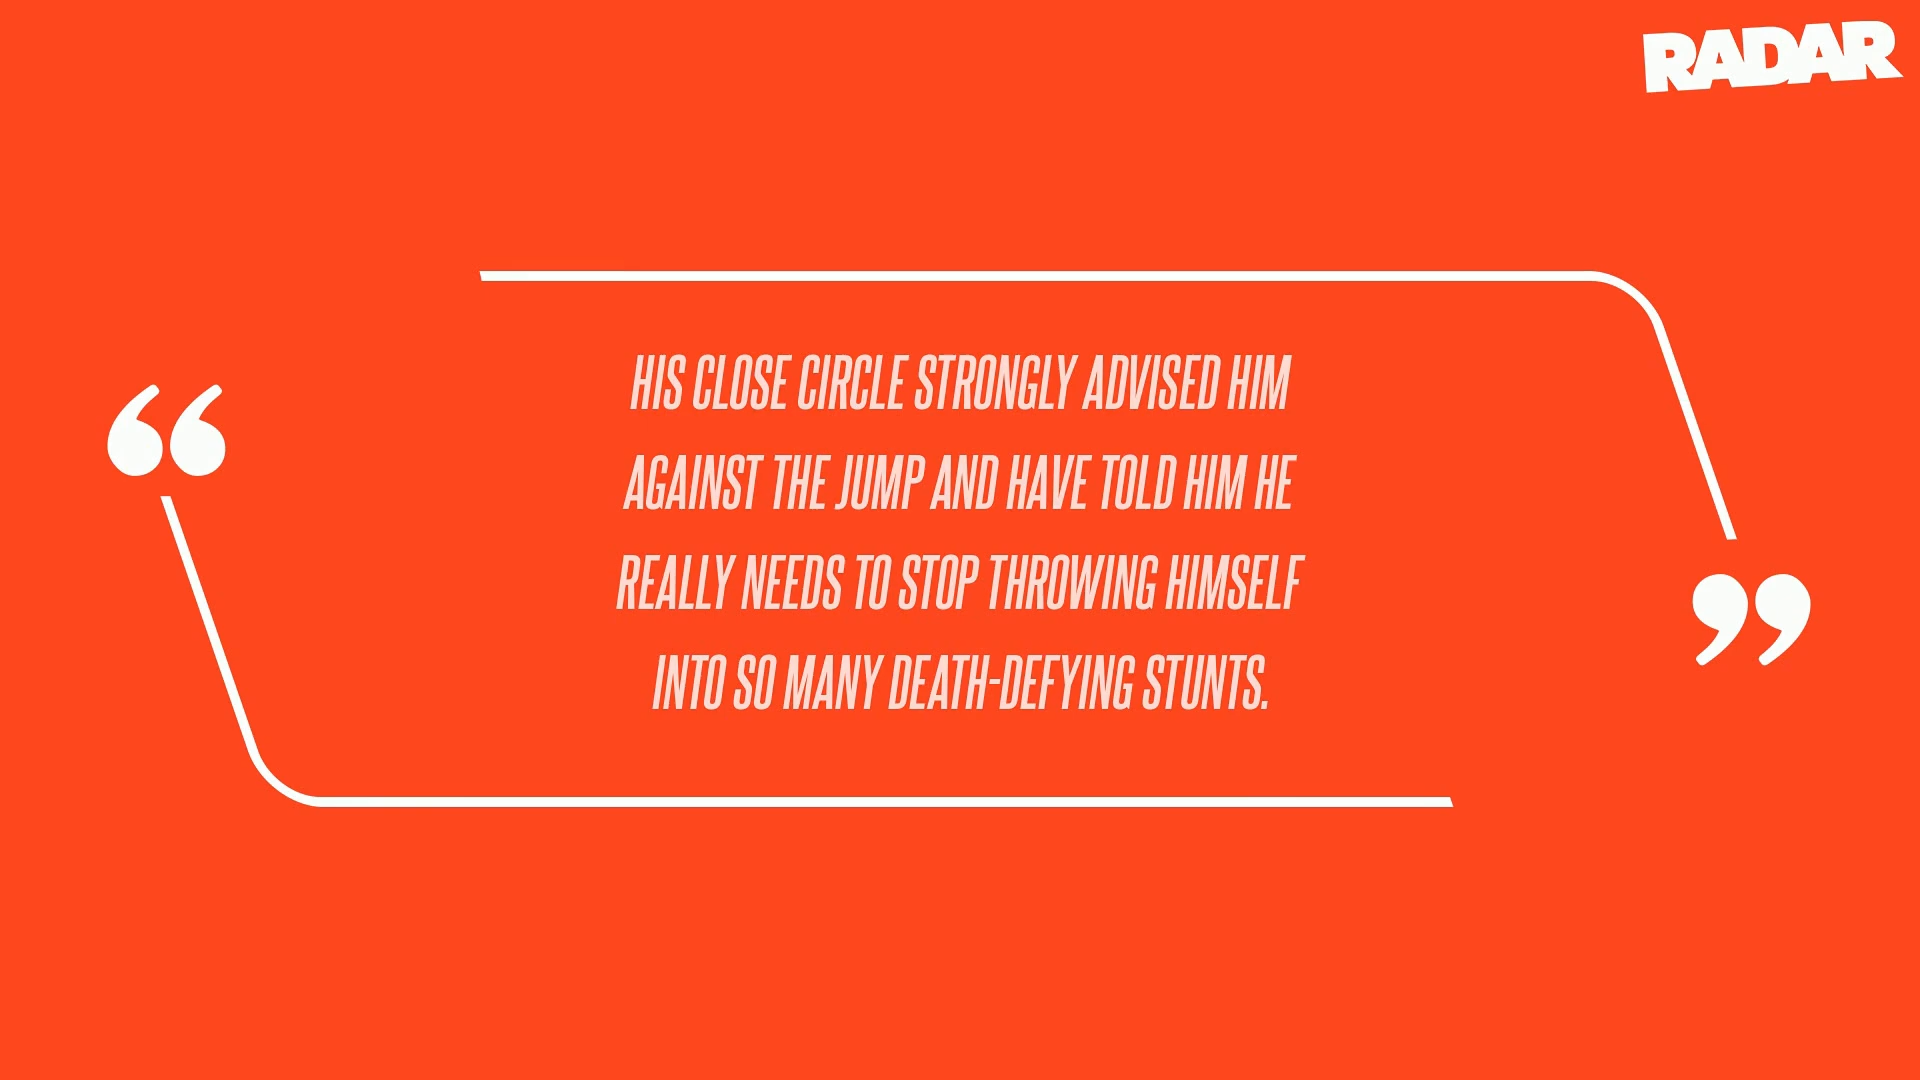 RADAR
“
HIS CLOSE CIRCLE STRONGLY ADVISED HIM
AGAINST THE JUMP AND HAVE TOLD HIM HE
REALLY NEEDS TO STOP THROWING HIMSELF
INTO SO MANY DEATH-DEFYING STUNTS.
”